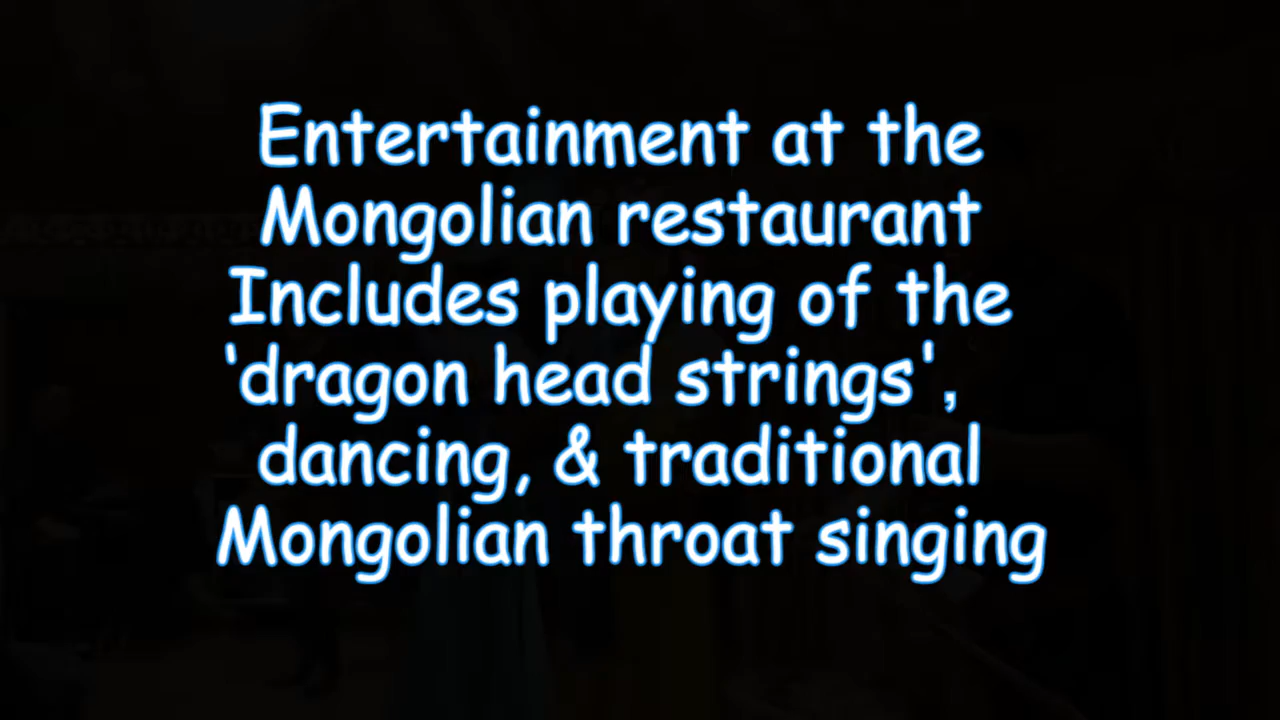 Entertainment at the
Mongolian restaurant
Includes playing of the
‘dragon head strings',
dancing, & traditional
Mongolian throat singing